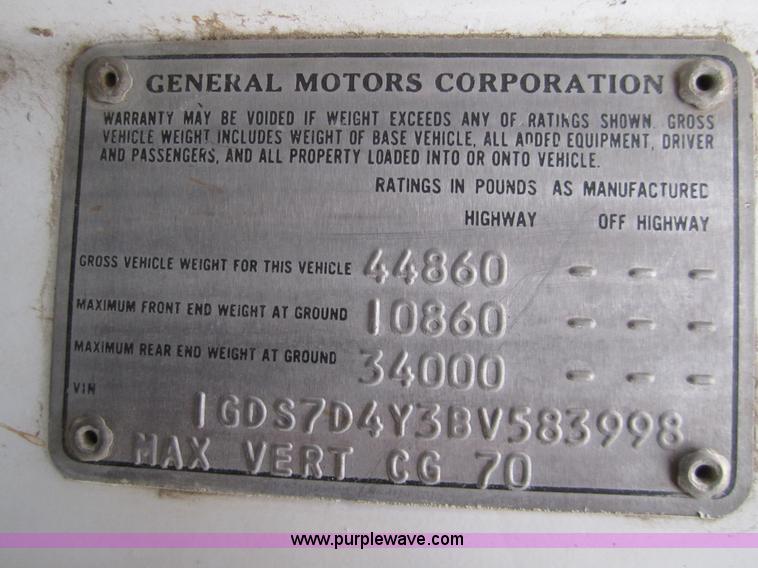 GENERAL MOTORS CORPORATION
WARRANTY MAY BE VOIDED IF WEIGHT EXCEEDS ANY OF RATINGS SHOWN. GROSS
VEHICLE WEIGHT INCLUDES WEIGHT OF BASE VEHICLE, ALL ADDED EQUIPMENT, DRIVER
AND PASSENGERS, AND ALL PROPERTY LOADED INTO OR ONTO VEHICLE.
RATINGS IN POUNDS AS MANUFACTURED
HIGHWAY OFF HIGHWAY
GROSS VEHICLE WEIGHT FOR THIS VEHICLE 44860 - - -
MAXIMUM FRONT END WEIGHT AT GROUND 10860 - - -
MAXIMUM REAR END WEIGHT AT GROUND 34000 - - -
VIN
1GDS7D4Y3BV583998
MAX VERT CG 70
www.purplewave.com